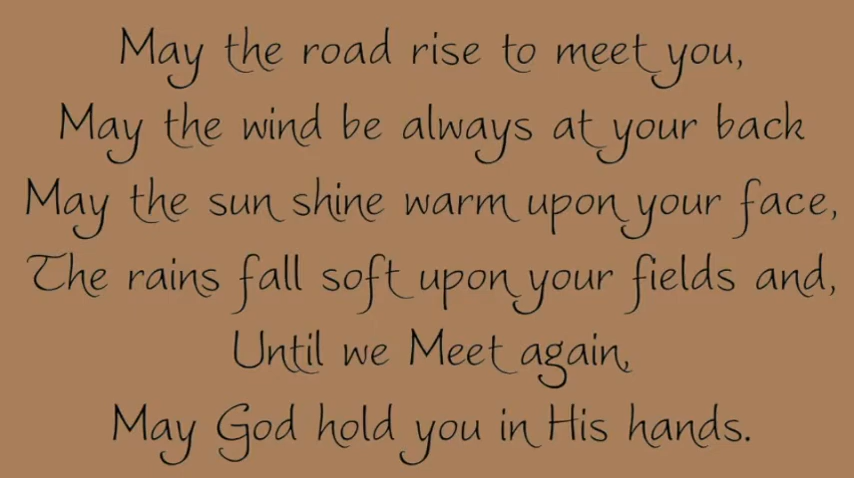 May the road rise to meet you,
May the wind be always at your back
May the sun shine warm upon your face,
The rains fall soft upon your fields and,
Until we Meet again,
May God hold you in His hands.